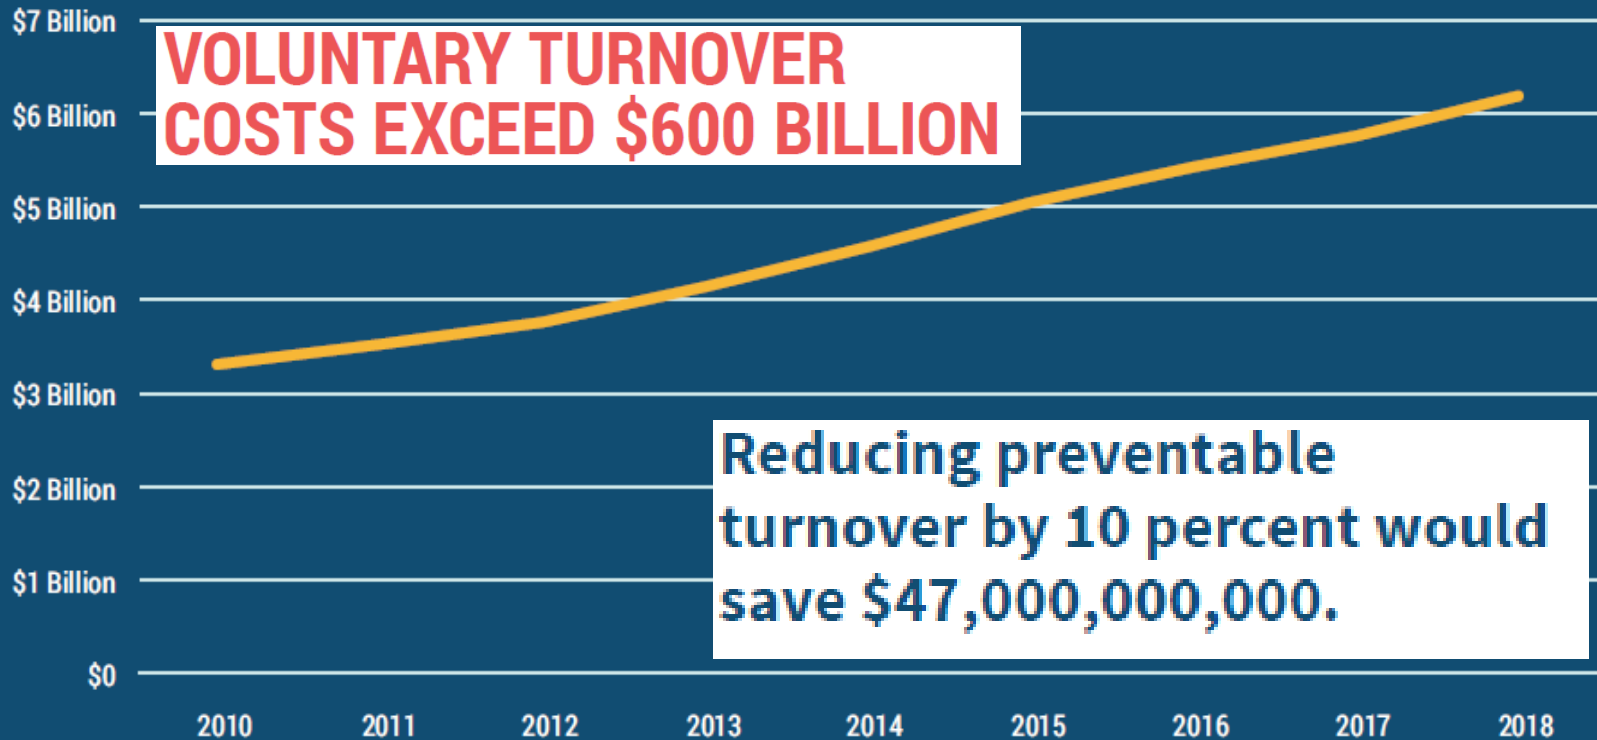 $7 Billion
VOLUNTARY TURNOVER
COSTS EXCEED $600 BILLION
$6 Billion
$5 Billion
$4 Billion
$3 Billion
Reducing preventable
turnover by 10 percent would
save $47,000,000,000.
$2 Billion
$1 Billion
$0
2010 2011 2012 2013 2014 2015 2016 2017 2018